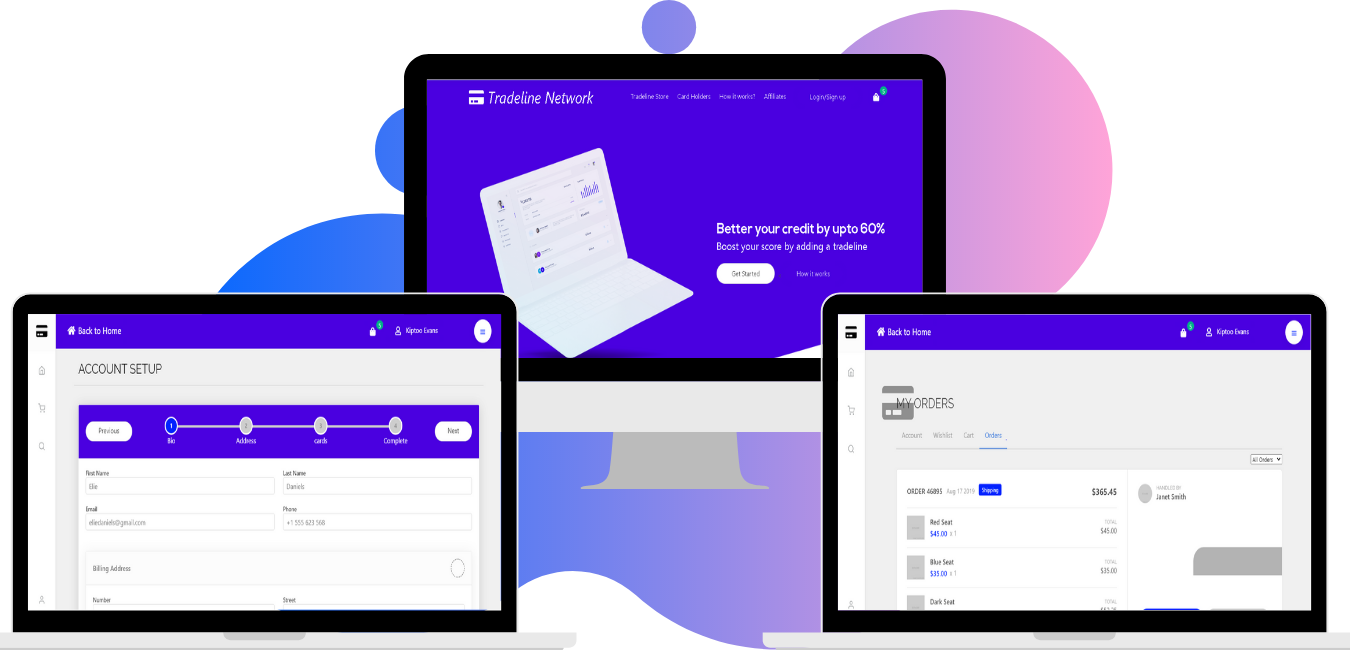 Tradeline Network
Tradeline Store Card Holders How it works? Affiliates Login/Sign up 5
Better your credit by upto 60%
Boost your score by adding a tradeline
Get Started How it works
Back to Home 5 Kiptoo Evans
ACCOUNT SETUP
Previous 1 2 3 4 Next
Bio Address cards Complete
First Name Last Name
Elie Daniels
Email Phone
eliedaniels@gmail.com +1 555 623 568
Billing Address
Number Street
Back to Home 5 Kiptoo Evans
MY ORDERS
Account Wishlist Cart Orders
All Orders
ORDER 46895 Aug 17 2019 Shipping $365.45
HANDLED BY
Janet Smith
Red Seat TOTAL
$45.00 x 1 $45.00
Blue Seat TOTAL
$35.00 x 1 $35.00
Dark Seat TOTAL